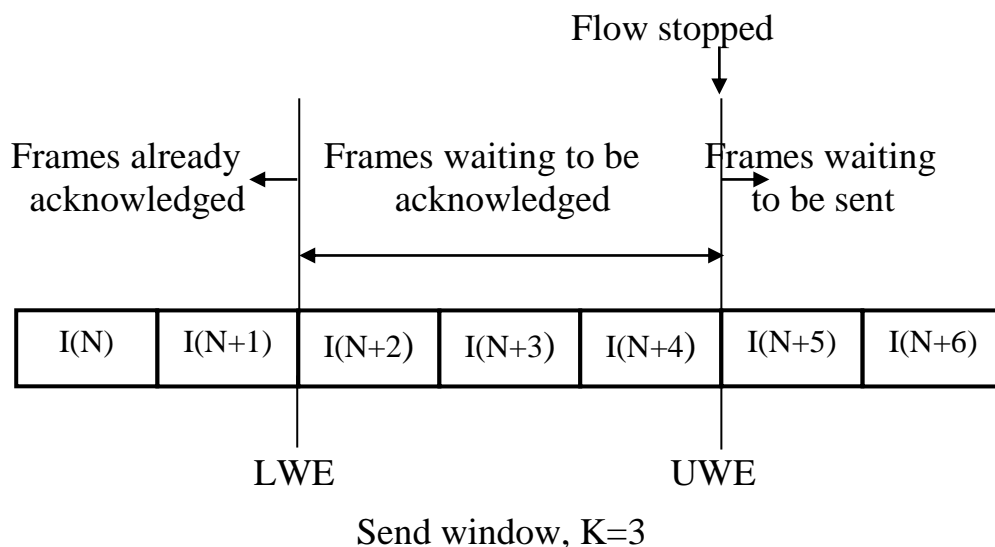 Flow stopped
Frames already
acknowledged
Frames waiting to be
acknowledged
Frames waiting
to be sent
I(N)
I(N+1)
I(N+2)
I(N+3)
I(N+4)
I(N+5)
I(N+6)
LWE
UWE
Send window, K=3